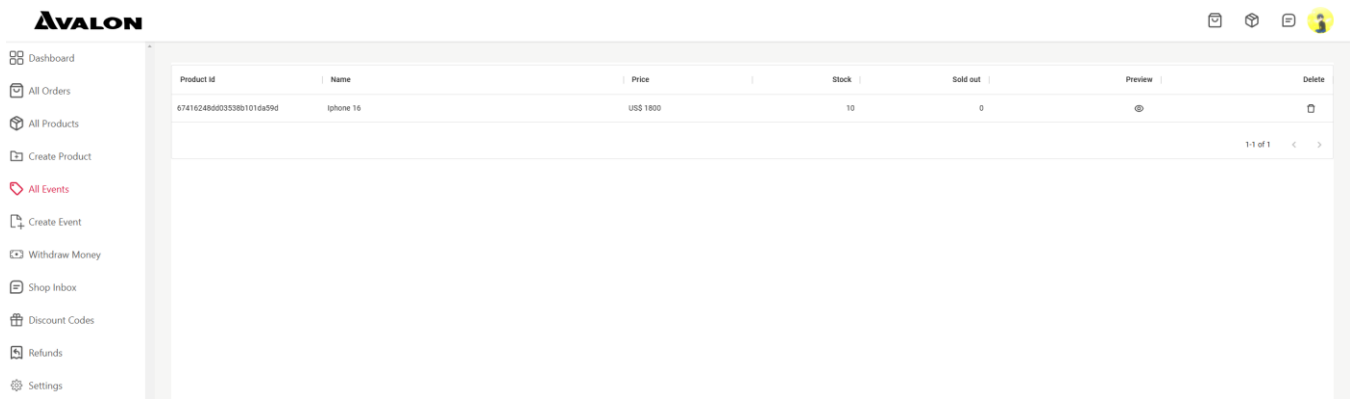 AVALON
Dashboard
All Orders
All Products
Create Product
All Events
Create Event
Withdraw Money
Shop Inbox
Discount Codes
Refunds
Settings
Product id Name Price Stock Sold out Preview Delete
67416248dd03538b101da59d Iphone 16 US$ 1800 10 0
1-1 of 1